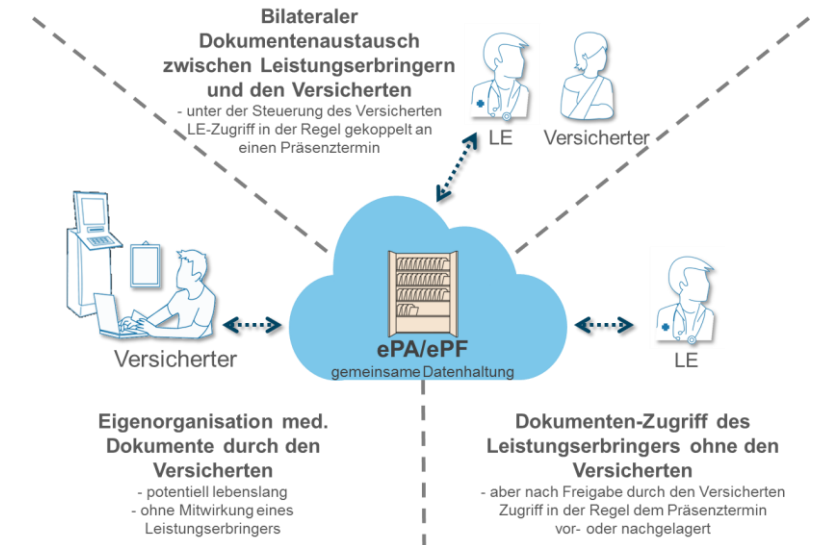 Bilateraler
Dokumentenaustausch
zwischen Leistungserbringern
und den Versicherten
- unter der Steuerung des Versicherten
LE-Zugriff in der Regel gekoppelt an
einen Präsenztermin
LE
Versicherter
Versicherter
ePA/ePF
gemeinsame Datenhaltung
LE
Eigenorganisation med.
Dokumente durch den
Versicherten
- potentiell lebenslang
- ohne Mitwirkung eines
Leistungserbringers
Dokumenten-Zugriff des
Leistungserbringers ohne den
Versicherten
- aber nach Freigabe durch den Versicherten
Zugriff in der Regel dem Präsenztermin
vor- oder nachgelagert